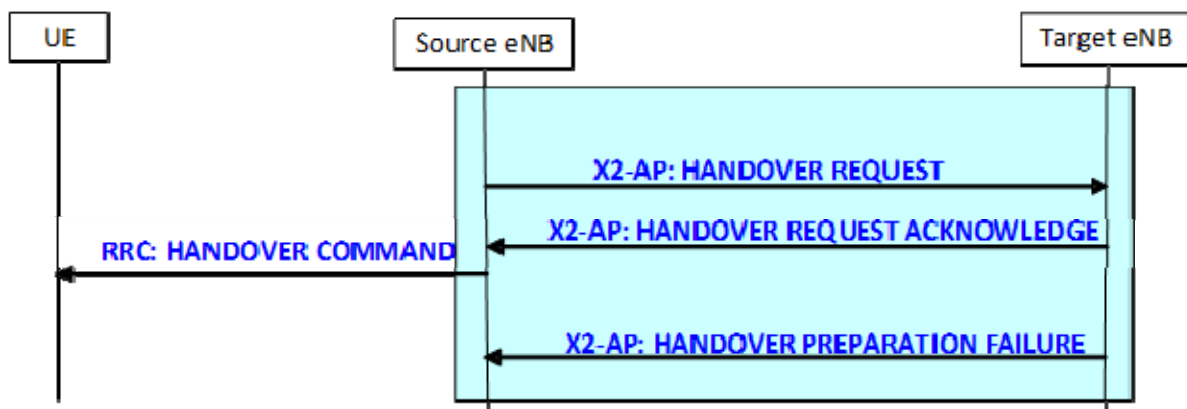 UE
Source eNB
Target eNB
X2-AP: HANDOVER REQUEST
X2-AP: HANDOVER REQUEST ACKNOWLEDGE
RRC: HANDOVER COMMAND
X2-AP: HANDOVER PREPARATION FAILURE